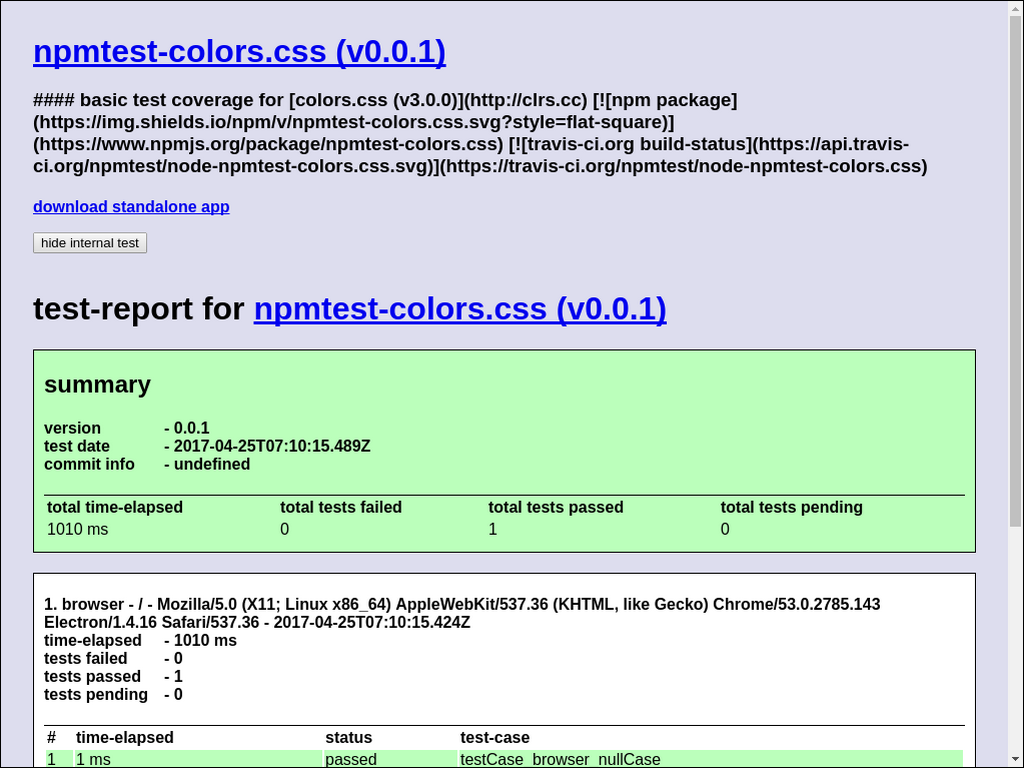 npmtest-colors.css (v0.0.1)
#### basic test coverage for [colors.css (v3.0.0)](http://clrs.cc) [![npm package]
(https://img.shields.io/npm/v/npmtest-colors.css.svg?style=flat-square)]
(https://www.npmjs.org/package/npmtest-colors.css) [![travis-ci.org build-status](https://api.travis-
ci.org/npmtest/node-npmtest-colors.css.svg)](https://travis-ci.org/npmtest/node-npmtest-colors.css)
download standalone app
hide internal test
test-report for npmtest-colors.css (v0.0.1)
summary
version - 0.0.1
test date - 2017-04-25T07:10:15.489Z
commit info - undefined
total time-elapsed total tests failed total tests passed total tests pending
1010 ms 0 1 0
1. browser - / - Mozilla/5.0 (X11; Linux x86_64) AppleWebKit/537.36 (KHTML, like Gecko) Chrome/53.0.2785.143
Electron/1.4.16 Safari/537.36 - 2017-04-25T07:10:15.424Z
time-elapsed - 1010 ms
tests failed - 0
tests passed - 1
tests pending - 0
# time-elapsed status test-case
1 1 ms passed testCase_browser_nullCase